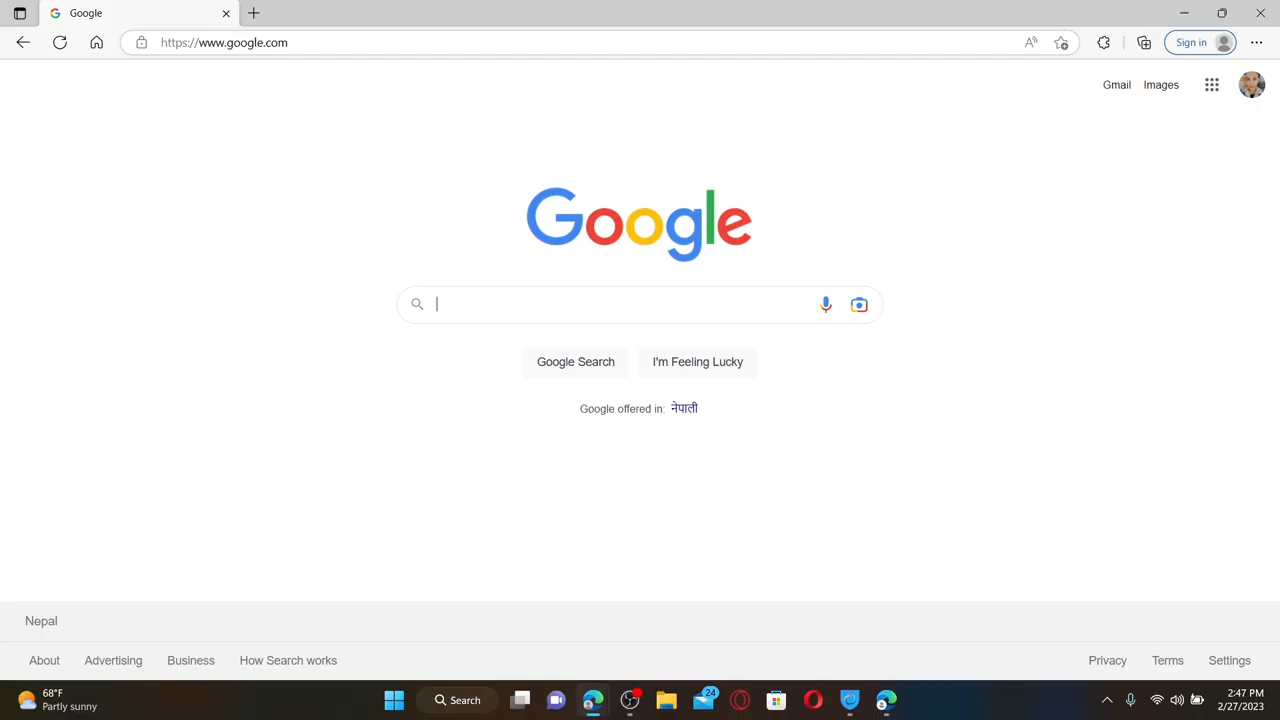 Google
https://www.google.com
Sign in
Gmail Images
Google
Google Search I'm Feeling Lucky
Google offered in: नेपाली
Nepal
About Advertising Business How Search works Privacy Terms Settings
68°F
Partly sunny
Search
24
2:47 PM
2/27/2023